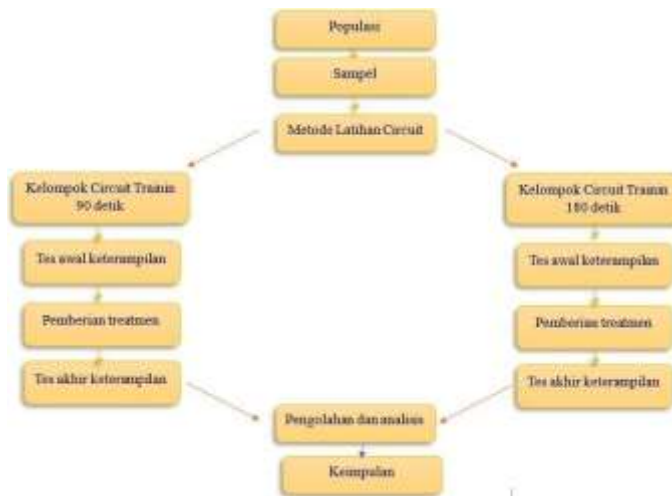 Populasi
Sampel
Metode Latihan Circuit
Kelompok Circuit Trainin
90 detik
Tes awal keterampilan
Pemberian treatmen
Tes akhir keterampilan
Kelompok Circuit Trainin
180 detik
Tes awal keterampilan
Pemberian treatmen
Tes akhir keterampilan
Pengolahan dan analisis
Kesimpulan